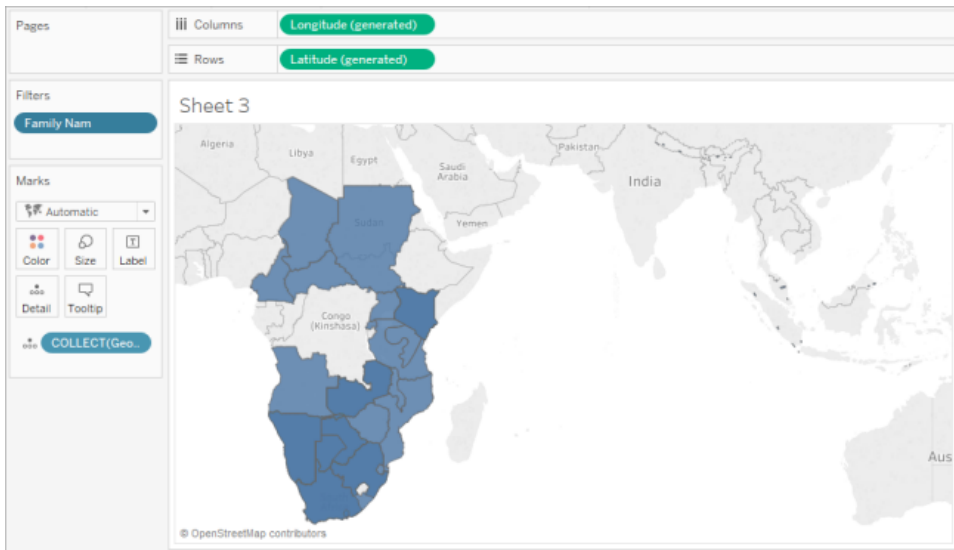 Pages
Columns
Longitude (generated)
Rows
Latitude (generated)
Filters
Family Nam
Sheet 3
Marks
Automatic
Color
Size
Label
Detail
Tooltip
COLLECT(Geo..
Algeria
Libya
Egypt
Saudi
Arabia
Pakistan
India
Sudan
Yemen
Congo
(Kinshasa)
Aus
© OpenStreetMap contributors